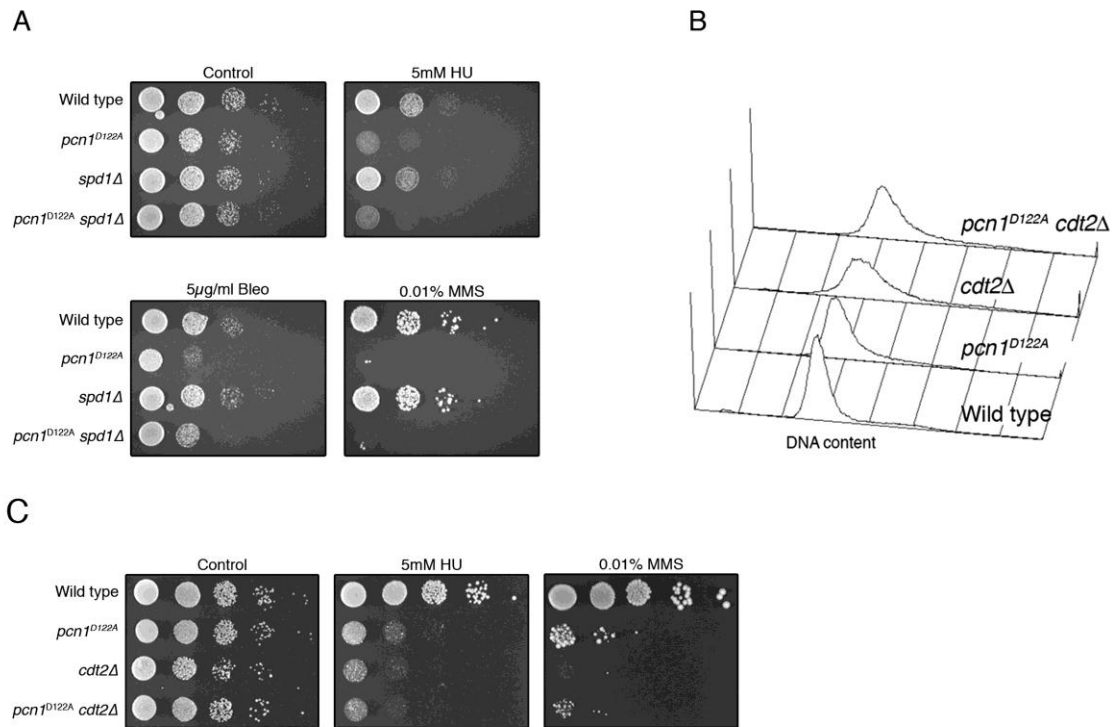 A
Control
5mM HU
Wild type
pcn1D122A
spd1Δ
pcn1D122A spd1Δ
5µg/ml Bleo
0.01% MMS
Wild type
pcn1D122A
spd1Δ
pcn1D122A spd1Δ
B
pcn1D122A cdt2Δ
cdt2Δ
pcn1D122A
Wild type
DNA content
C
Control
5mM HU
0.01% MMS
Wild type
pcn1D122A
cdt2Δ
pcn1D122A cdt2Δ